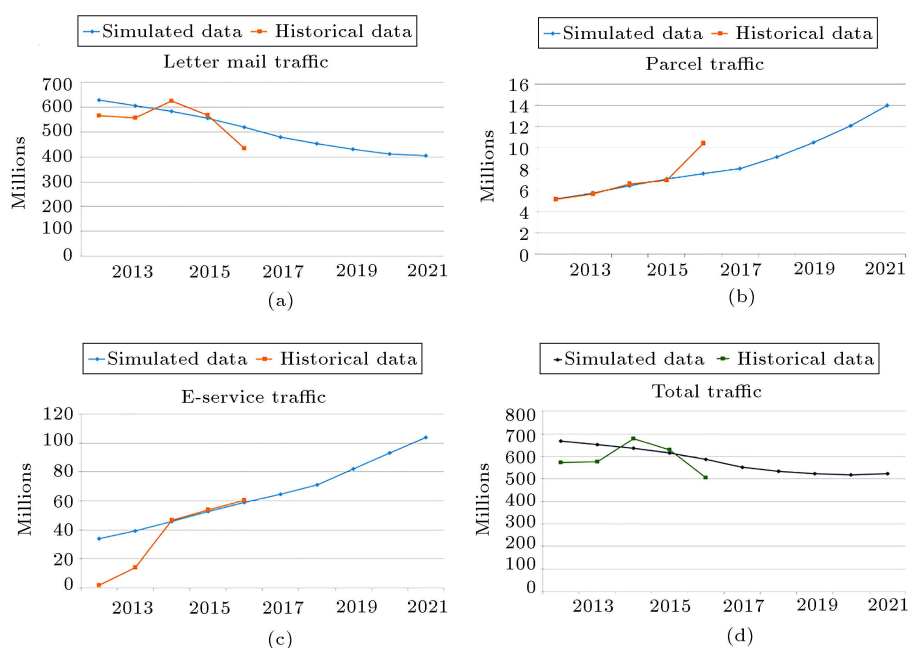 Simulated data Historical data
Letter mail traffic
Millions
700
600
500
400
300
200
100
0
2013 2015 2017 2019 2021
(a)
Simulated data Historical data
Parcel traffic
Millions
16
14
12
10
8
6
4
2
0
2013 2015 2017 2019 2021
(b)
Simulated data Historical data
E-service traffic
Millions
120
100
80
60
40
20
0
2013 2015 2017 2019 2021
(c)
Simulated data Historical data
Total traffic
Millions
800
700
600
500
400
300
200
100
0
2013 2015 2017 2019 2021
(d)